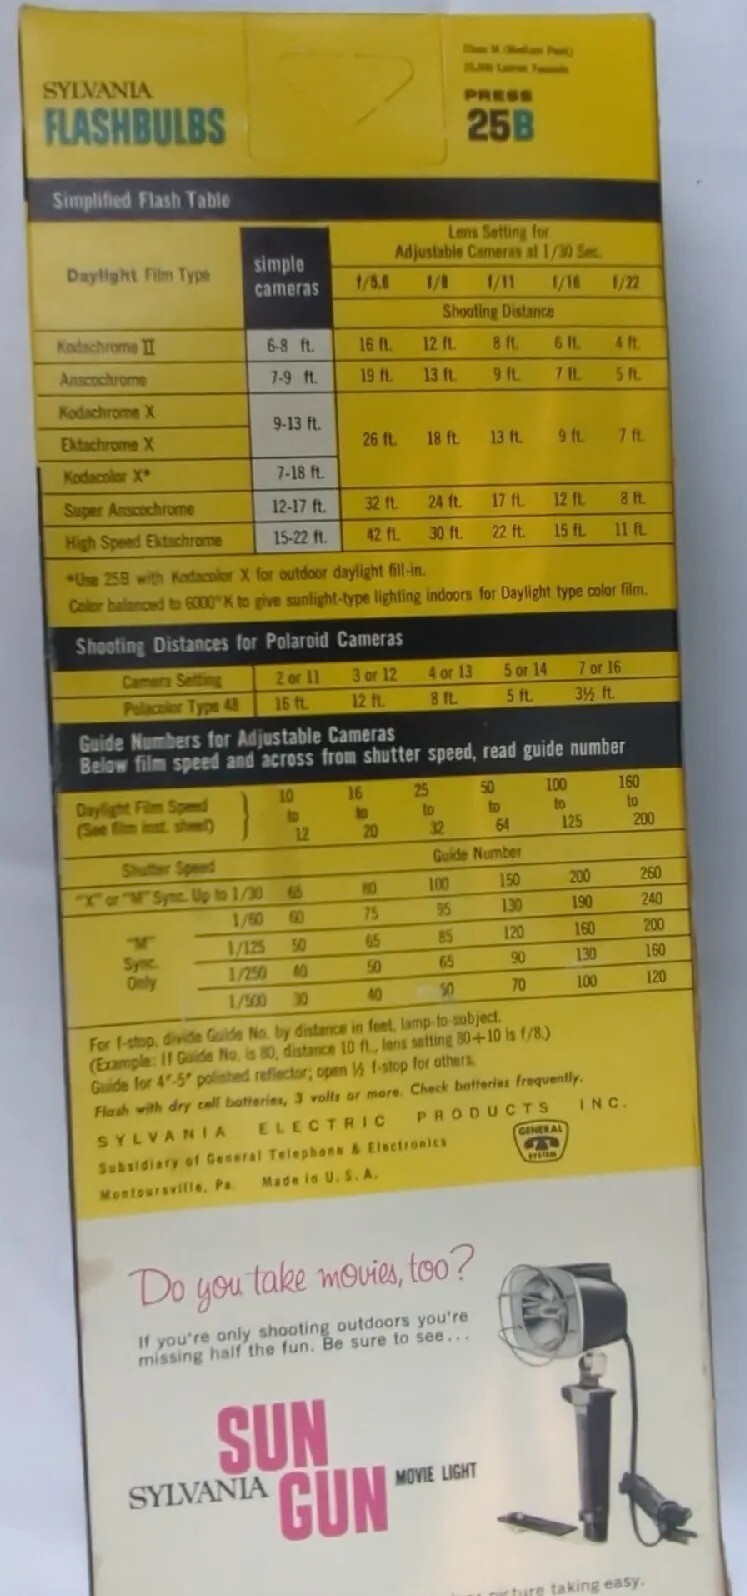 SYLVANIA
FLASHBULBS
Class M (Medium Peak)
Lumen Seconds
PRESS
25B
Simplified Flash Table
Daylight Film Type
simple
cameras
Lens Setting for
Adjustable Cameras at 1/30 Sec.
f/5.6 f/8 f/11 f/16 f/22
Shooting Distance
Kodachrome II 6-8 ft. 16 ft. 12 ft. 8 ft. 6 ft. 4 ft.
Anscochrome 7-9 ft. 19 ft. 13 ft. 9 ft. 7 ft. 5 ft.
Kodachrome X
9-13 ft.
Ektachrome X 26 ft. 18 ft. 13 ft. 9 ft. 7 ft.
Kodacolor X* 7-18 ft.
Super Anscochrome 12-17 ft. 32 ft. 24 ft. 17 ft. 12 ft. 8 ft.
High Speed Ektachrome 15-22 ft. 42 ft. 30 ft. 22 ft. 15 ft. 11 ft.
*Use 25B with Kodacolor X for outdoor daylight fill-in.
Color balanced to 6000°K to give sunlight-type lighting indoors for Daylight type color film.
Shooting Distances for Polaroid Cameras
Camera Setting 2 or 11 3 or 12 4 or 13 5 or 14 7 or 16
Polacolor Type 48 16 ft. 12 ft. 8 ft. 5 ft. 3½ ft.
Guide Numbers for Adjustable Cameras
Below film speed and across from shutter speed, read guide number
Daylight Film Speed
(See film inst. sheet)
10 16 25 50 100 160
to to to to to to
12 20 32 64 125 200
Shutter Speed Guide Number
"X" or "M" Sync. Up to 1/30 65 80 100 150 200 260
"M"
Sync.
Only
1/60 60 75 95 130 190 240
1/125 50 65 85 120 160 200
1/250 40 50 65 90 130 160
1/500 30 40 50 70 100 120
For f-stop, divide Guide No. by distance in feet, lamp-to-subject.
(Example: If Guide No. is 80, distance 10 ft., lens setting 80÷10 is f/8.)
Guide for 4"-5" polished reflector; open ½ f-stop for others.
Flash with dry cell batteries, 3 volts or more. Check batteries frequently.
SYLVANIA ELECTRIC PRODUCTS INC.
Subsidiary of General Telephone & Electronics
Montoursville, Pa. Made in U.S.A.
GENERAL
SYSTEM
Do you take movies, too?
If you're only shooting outdoors you're
missing half the fun. Be sure to see...
SUN
SYLVANIA GUN MOVIE LIGHT
picture taking easy.